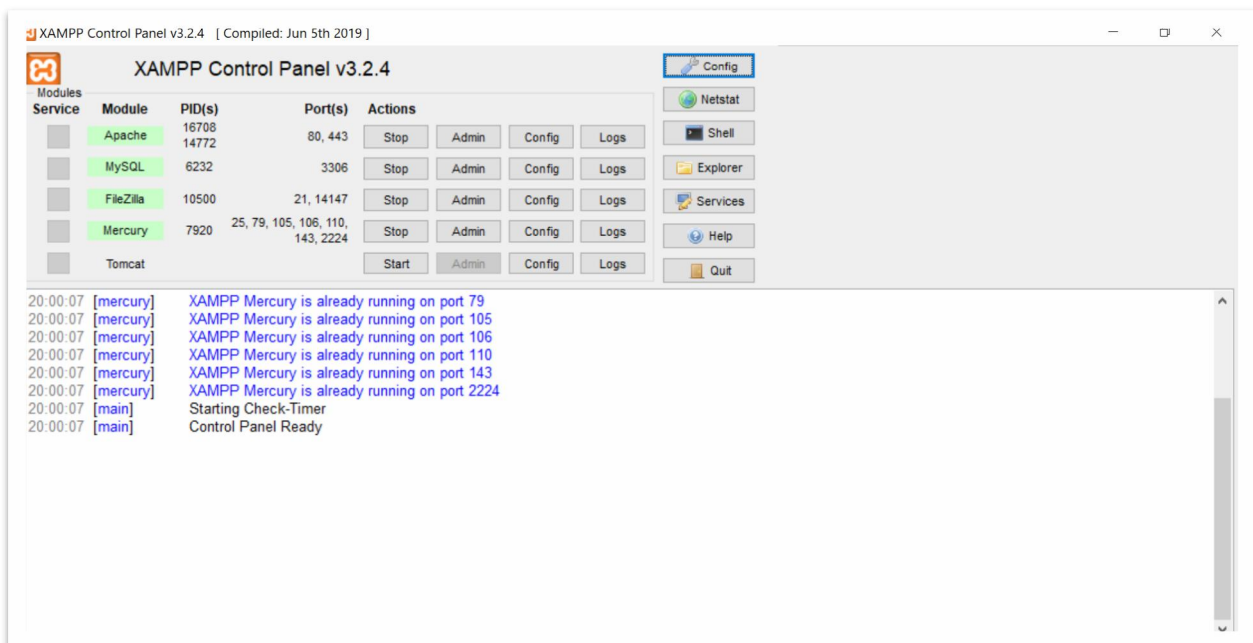 XAMPP Control Panel v3.2.4 [ Compiled: Jun 5th 2019 ]
XAMPP Control Panel v3.2.4
Modules
Service Module PID(s) Port(s) Actions
Apache 16708 14772 80, 443 Stop Admin Config Logs
MySQL 6232 3306 Stop Admin Config Logs
FileZilla 10500 21, 14147 Stop Admin Config Logs
Mercury 7920 25, 79, 105, 106, 110, 143, 2224 Stop Admin Config Logs
Tomcat Start Admin Config Logs
Config
Netstat
Shell
Explorer
Services
Help
Quit
20:00:07 [mercury] XAMPP Mercury is already running on port 79
20:00:07 [mercury] XAMPP Mercury is already running on port 105
20:00:07 [mercury] XAMPP Mercury is already running on port 106
20:00:07 [mercury] XAMPP Mercury is already running on port 110
20:00:07 [mercury] XAMPP Mercury is already running on port 143
20:00:07 [mercury] XAMPP Mercury is already running on port 2224
20:00:07 [main] Starting Check-Timer
20:00:07 [main] Control Panel Ready